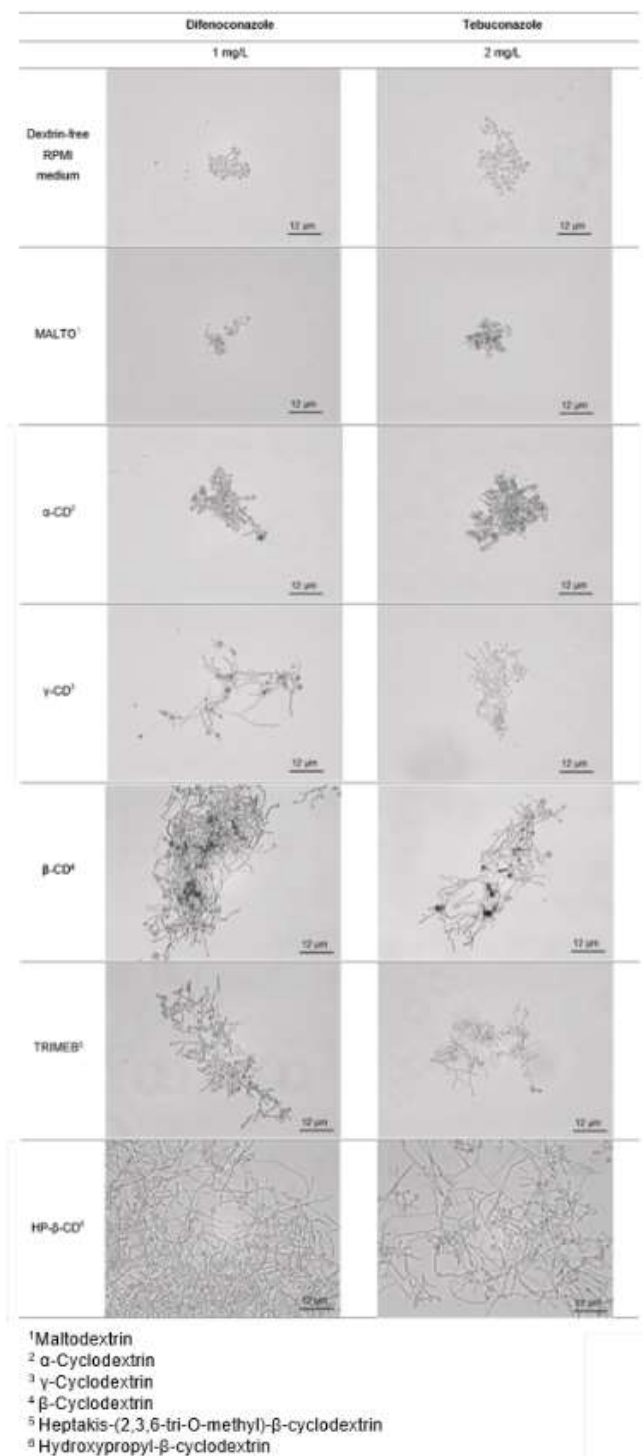 Difenoconazole Tebuconazole
1 mg/L 2 mg/L
Dextrin-free
RPMI
medium
12 µm 12 µm
MALTO¹
12 µm 12 µm
α-CD²
12 µm 12 µm
γ-CD³
12 µm 12 µm
β-CD⁴
12 µm 12 µm
TRIMEB⁵
12 µm 12 µm
HP-β-CD⁶
12 µm 12 µm
¹Maltodextrin
² α-Cyclodextrin
³ γ-Cyclodextrin
⁴ β-Cyclodextrin
⁵ Heptakis-(2,3,6-tri-O-methyl)-β-cyclodextrin
⁶ Hydroxypropyl-β-cyclodextrin